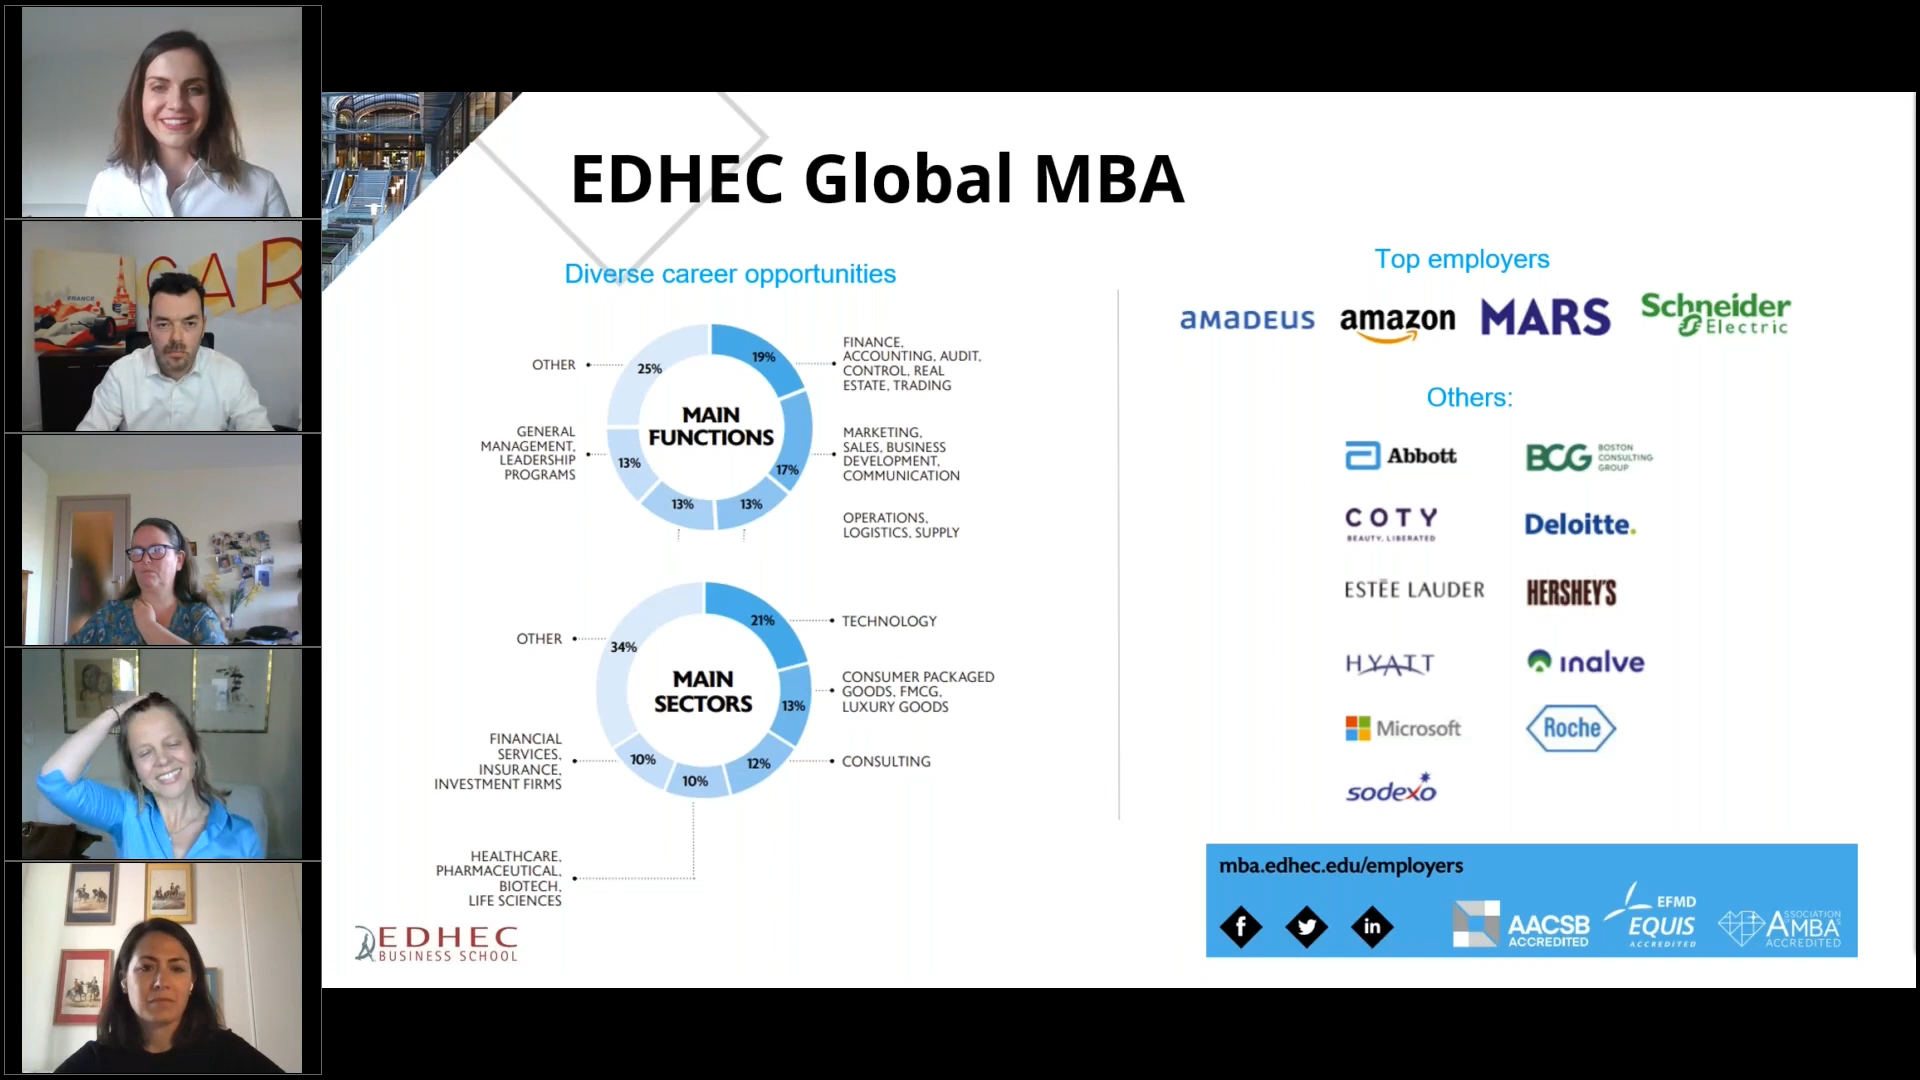 CAR
FRANCE
EDHEC Global MBA
Diverse career opportunities
OTHER
25%
19%
FINANCE,
ACCOUNTING, AUDIT,
CONTROL, REAL
ESTATE, TRADING
MAIN
FUNCTIONS
GENERAL
MANAGEMENT,
LEADERSHIP
PROGRAMS
13%
17%
MARKETING,
SALES, BUSINESS
DEVELOPMENT,
COMMUNICATION
13%
13%
OPERATIONS,
LOGISTICS, SUPPLY
OTHER
34%
21%
TECHNOLOGY
MAIN
SECTORS
13%
CONSUMER PACKAGED
GOODS, FMCG,
LUXURY GOODS
FINANCIAL
SERVICES,
INSURANCE,
INVESTMENT FIRMS
10%
10%
12%
CONSULTING
HEALTHCARE,
PHARMACEUTICAL,
BIOTECH,
LIFE SCIENCES
EDHEC
BUSINESS SCHOOL
Top employers
amadeus
amazon
MARS
Schneider
Electric
Others:
Abbott
BCG
BOSTON
CONSULTING
GROUP
COTY
BEAUTY, LIBERATED
Deloitte.
ESTĒE LAUDER
HERSHEY'S
HYATT
inalve
Microsoft
Roche
sodexo
mba.edhec.edu/employers
f
in
AACSB
ACCREDITED
EFMD
EQUIS
ACCREDITED
ASSOCIATION
AMBA's
ACCREDITED